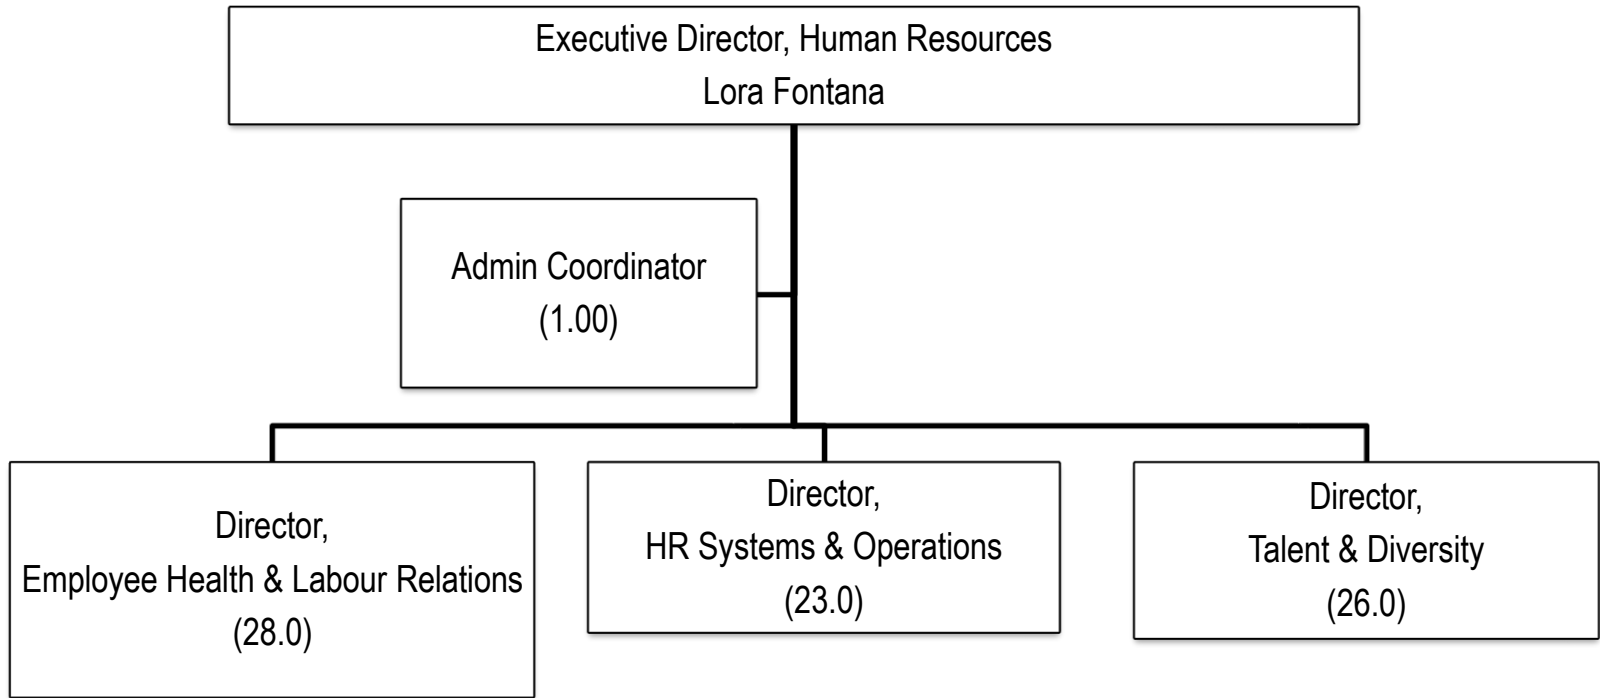 Executive Director, Human Resources
Lora Fontana
Admin Coordinator
(1.00)
Director,
Employee Health & Labour Relations
(28.0)
Director,
HR Systems & Operations
(23.0)
Director,
Talent & Diversity
(26.0)